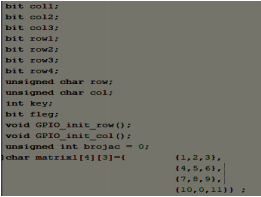 bit col1;
bit col2;
bit col3;
bit row1;
bit row2;
bit row3;
bit row4;
unsigned char row;
unsigned char col;
int key;
bit fleg;
void GPIO_init_row();
void GPIO_init_col();
unsigned int brojac = 0;
char matrix1[4][3]={ {1,2,3},
{4,5,6},
{7,8,9},
{10,0,11}} ;